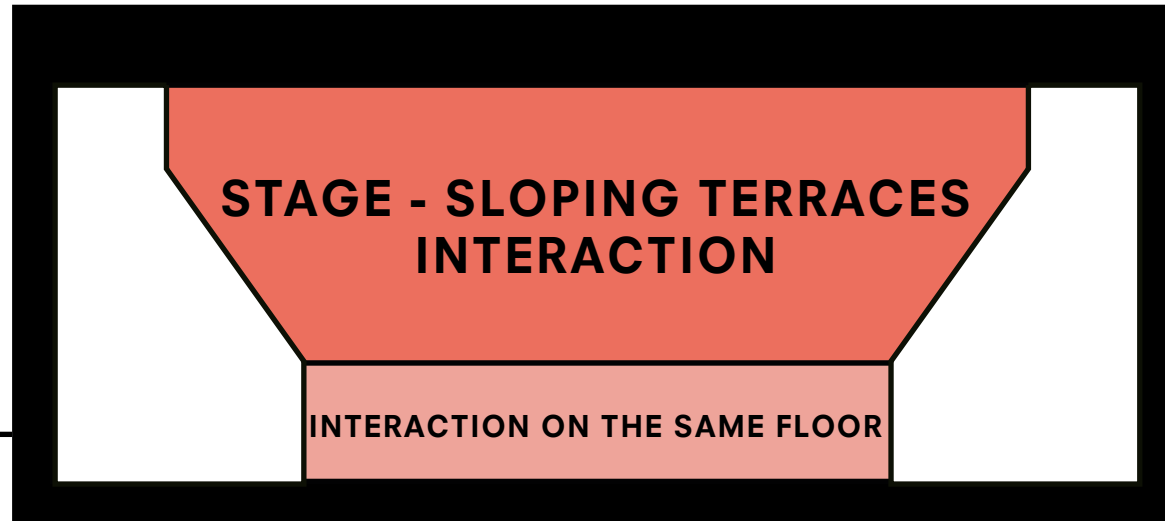 STAGE - SLOPING TERRACES
INTERACTION
INTERACTION ON THE SAME FLOOR